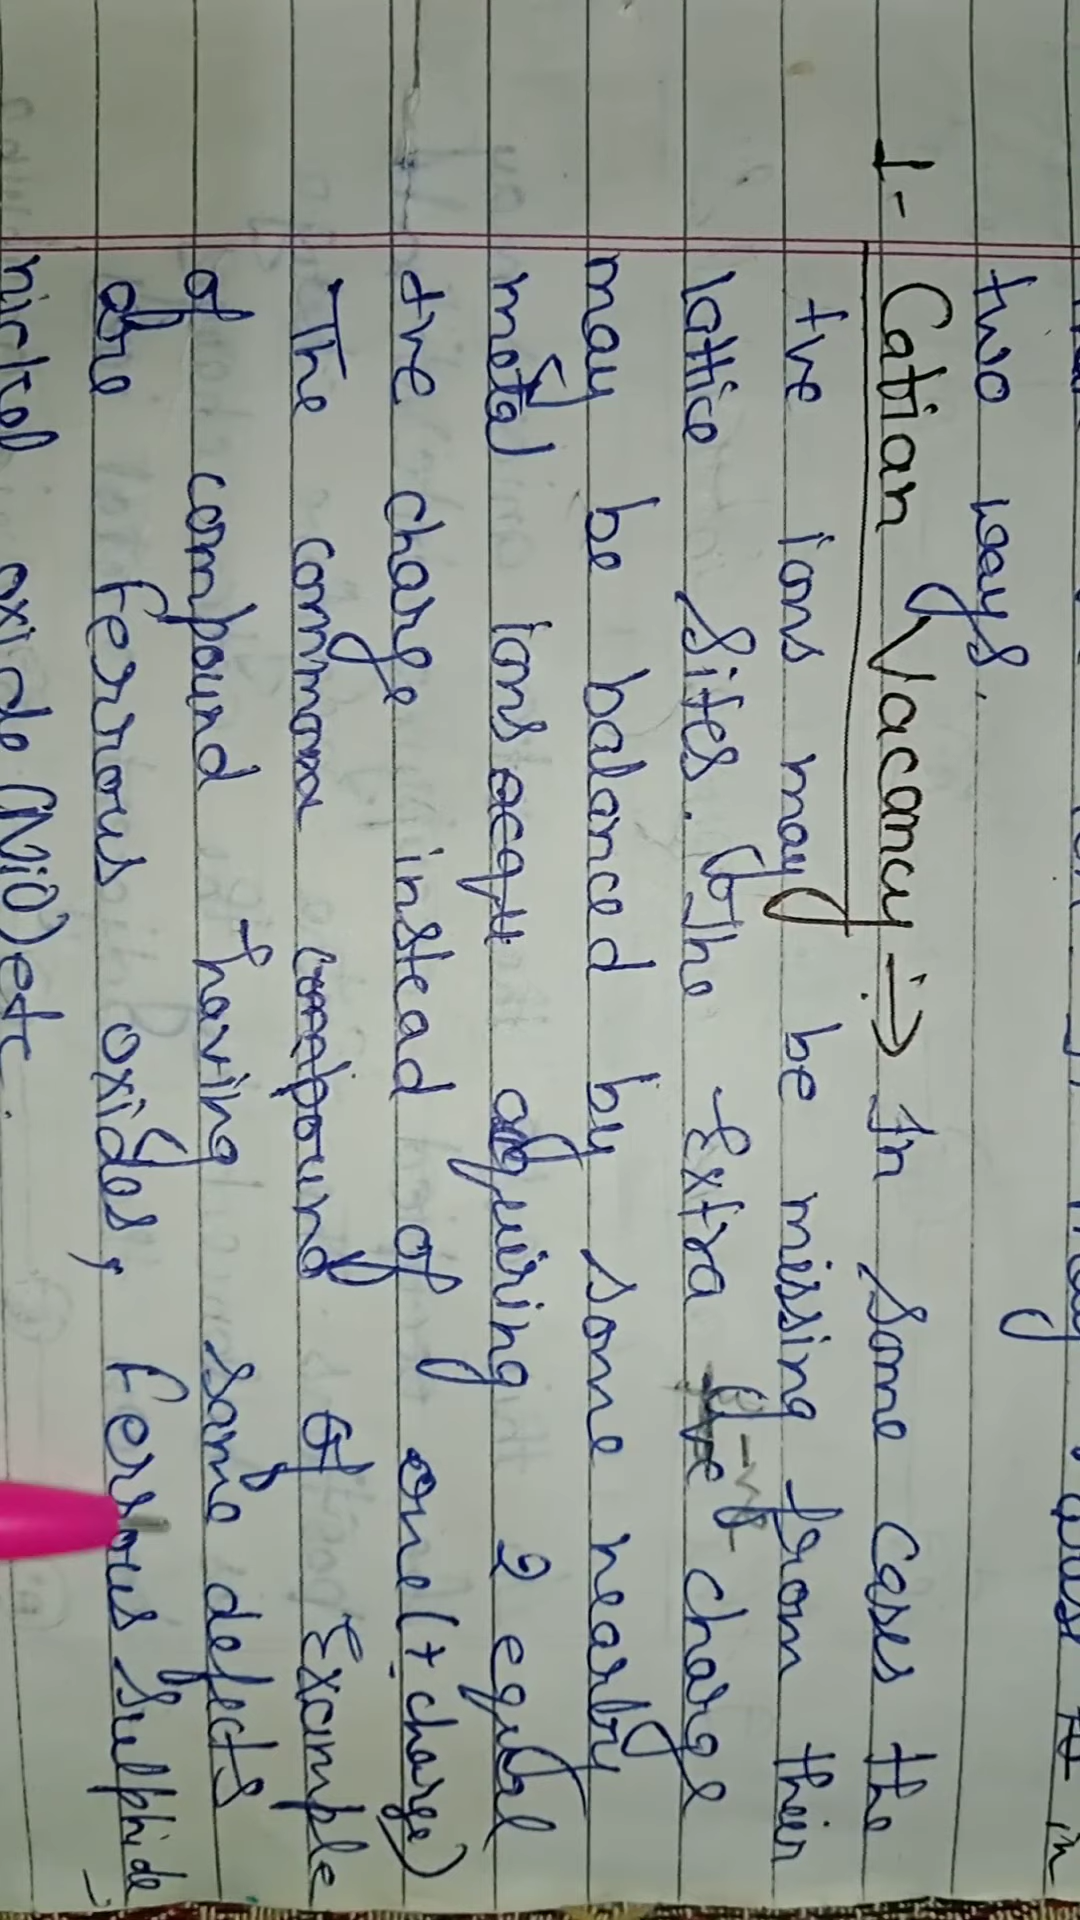 two ways.
1- Catian Vacancy :→ In some cases the
+ve ions may be missing from their
lattice sites. The Extra -ve charge
may be balanced by some nearby
metal ions acquiring 2 equal
+ve charge instead of one (+ charge)
The common compound of Example
of compound having same defects
are Ferrous oxides, Ferrous Sulphide
nickel oxide (NiO) etc.